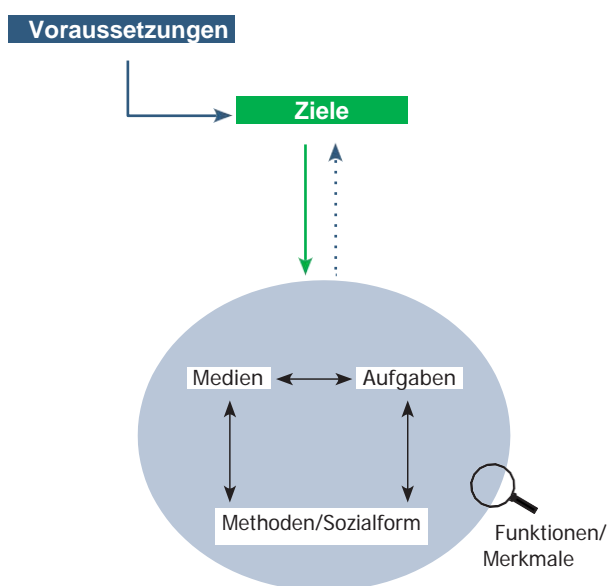 Voraussetzungen
Ziele
Medien
Aufgaben
Methoden/Sozialform
Funktionen/
Merkmale